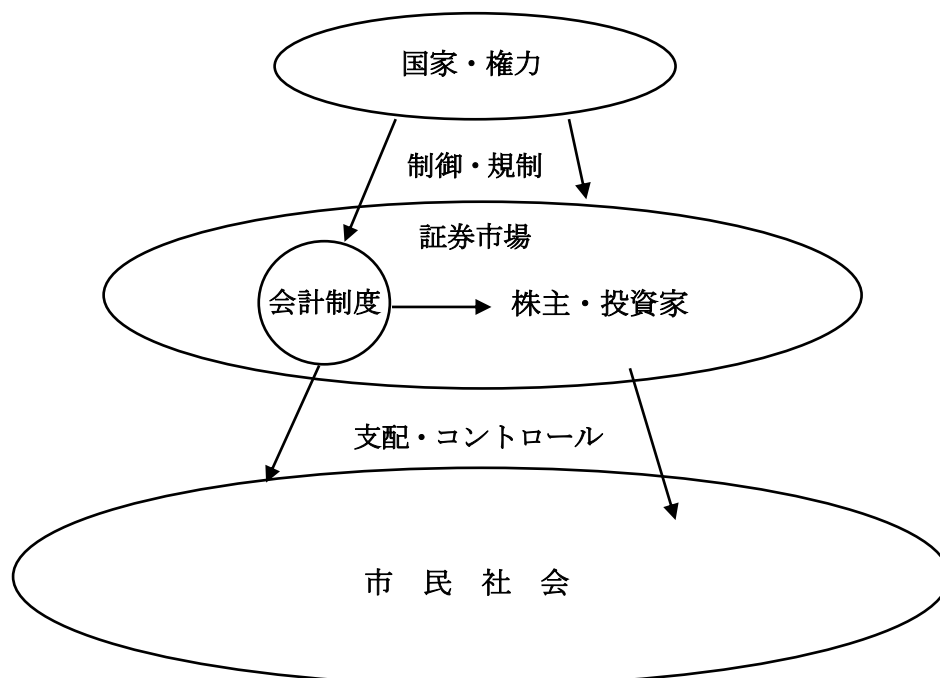 国家・権力
制御・規制
証券市場
会計制度
株主・投資家
支配・コントロール
市　民　社　会